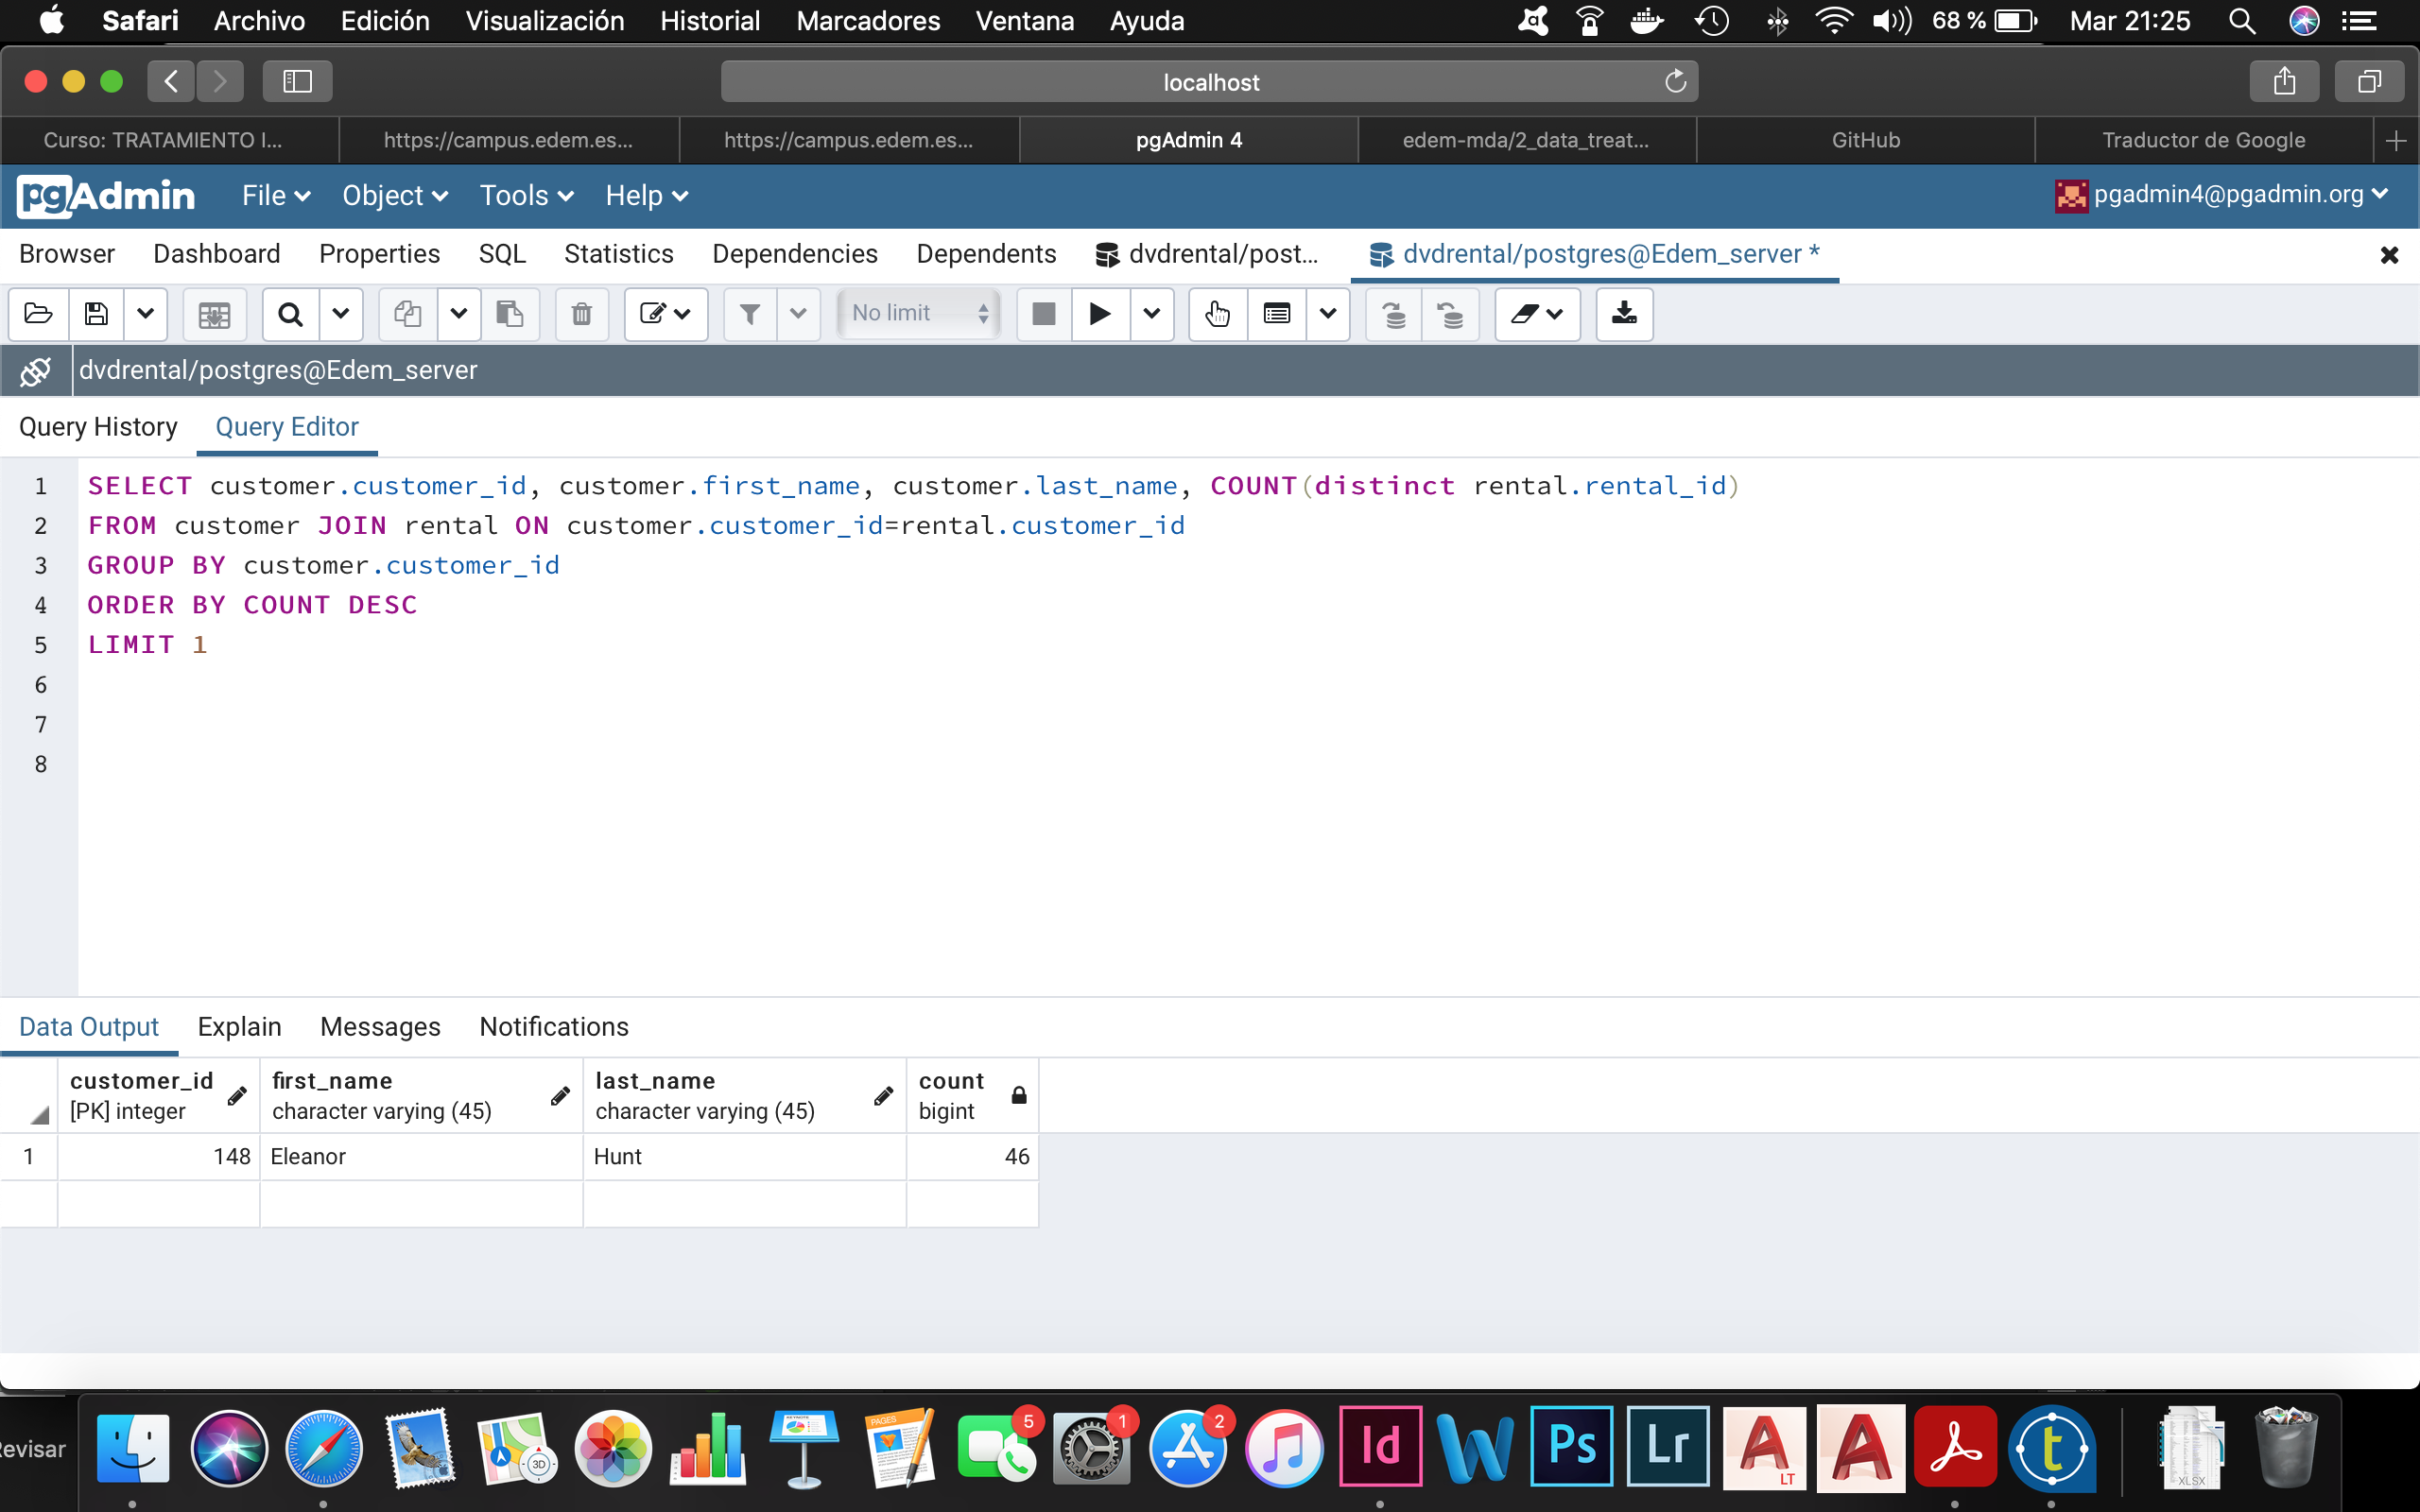 Safari Archivo Edición Visualización Historial Marcadores Ventana Ayuda 68 % Mar 21:25
localhost
Curso: TRATAMIENTO I... https://campus.edem.es... https://campus.edem.es... pgAdmin 4 edem-mda/2_data_treat... GitHub Traductor de Google
pgAdmin File Object Tools Help pgadmin4@pgadmin.org
Browser Dashboard Properties SQL Statistics Dependencies Dependents dvdrental/post... dvdrental/postgres@Edem_server *
No limit
dvdrental/postgres@Edem_server
Query History Query Editor
1 SELECT customer.customer_id, customer.first_name, customer.last_name, COUNT(distinct rental.rental_id)
2 FROM customer JOIN rental ON customer.customer_id=rental.customer_id
3 GROUP BY customer.customer_id
4 ORDER BY COUNT DESC
5 LIMIT 1
6
7
8
Data Output Explain Messages Notifications
customer_id first_name last_name count
[PK] integer character varying (45) character varying (45) bigint
1 148 Eleanor Hunt 46
evisar 3D PAGES 5 1 2 Id W Ps Lr LT t XLSX